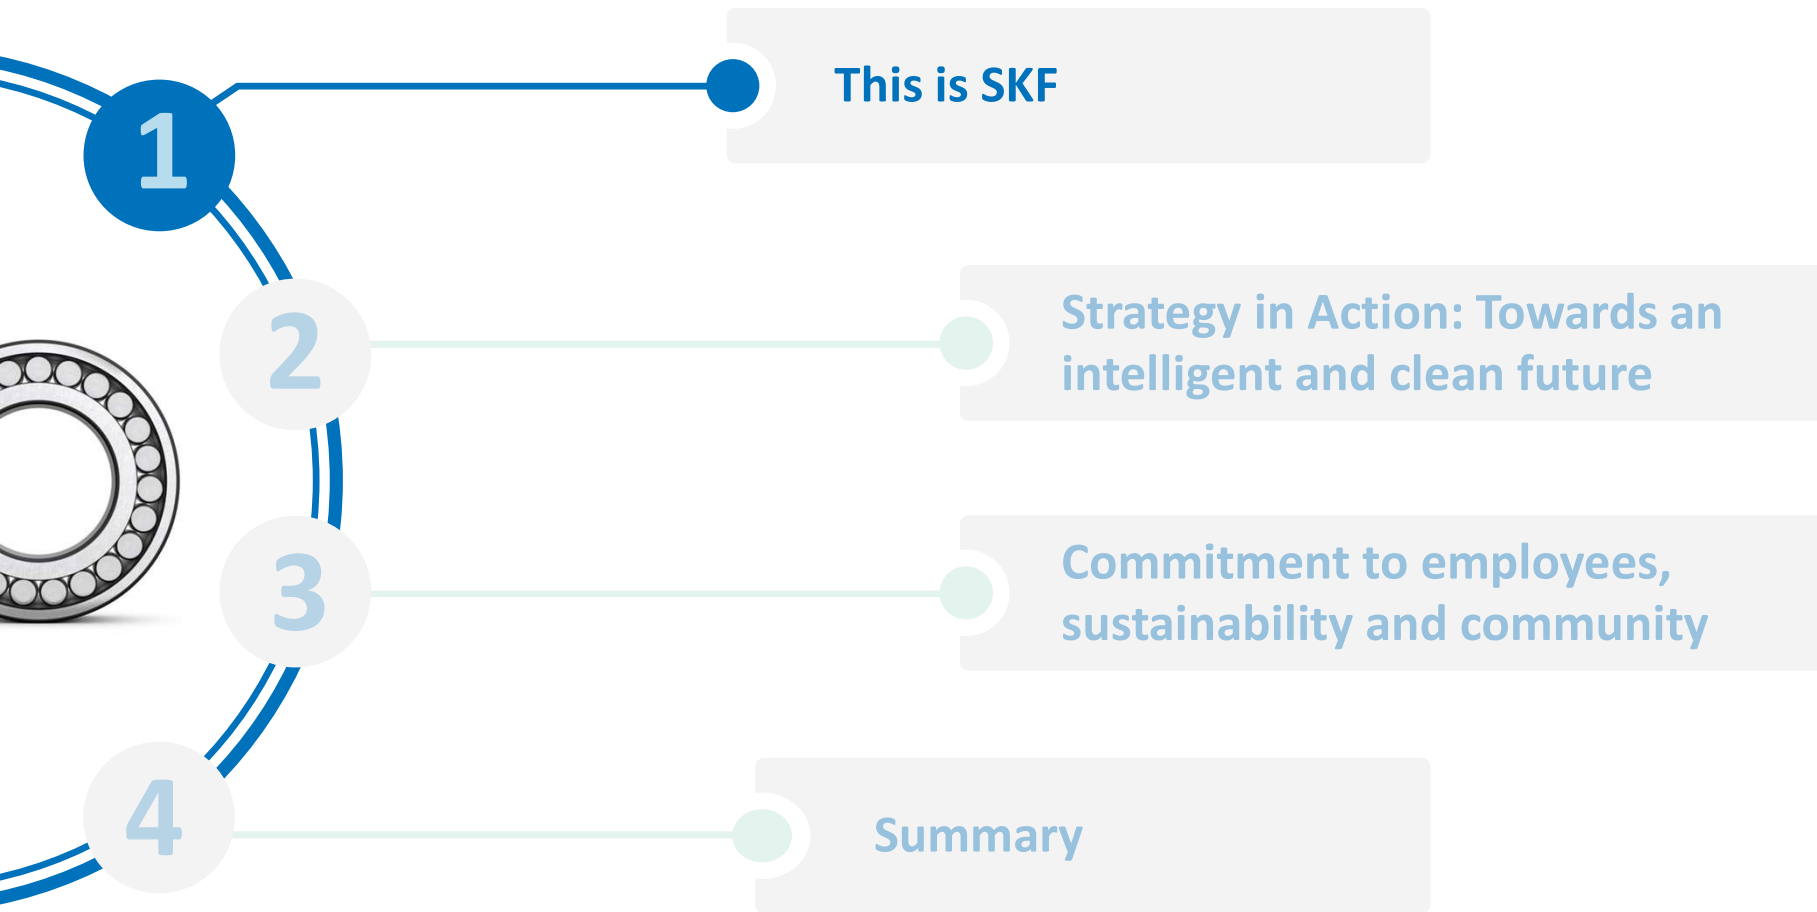 1
This is SKF
2
Strategy in Action: Towards an
intelligent and clean future
3
Commitment to employees,
sustainability and community
4
Summary